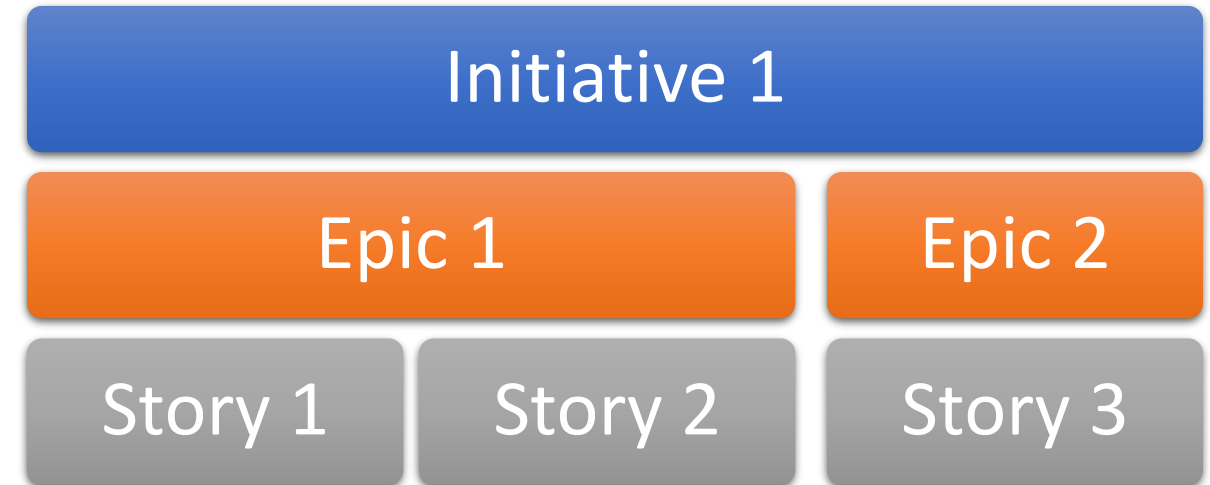 Initiative 1
Epic 1
Epic 2
Story 1
Story 2
Story 3